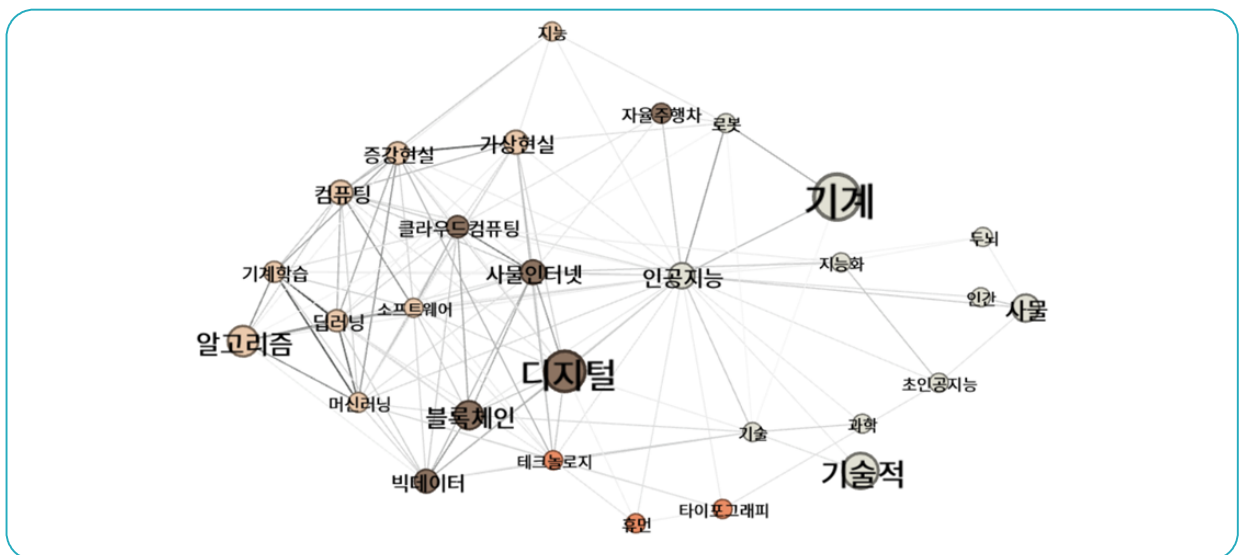 지능
자율주행차
로봇
가상현실
증강현실
컴퓨팅
기계
클라우드컴퓨팅
두뇌
지능화
기계학습
사물인터넷
인공지능
인간
사물
소프트웨어
딥러닝
알고리즘
디지털
초인공지능
머신러닝
블록체인
과학
기술
테크놀로지
기술적
빅데이터
타이포그래피
휴먼